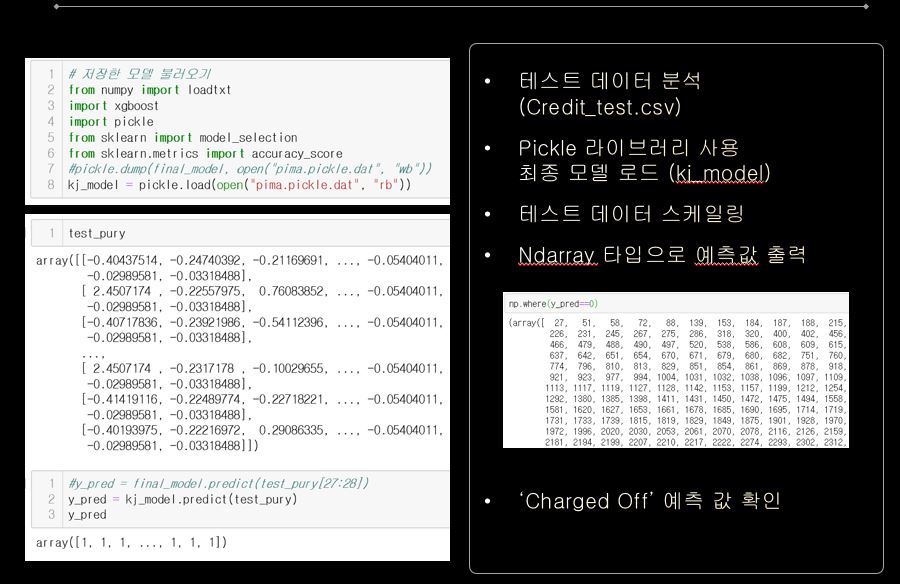 1 # 저장한 모델 불러오기
2 from numpy import loadtxt
3 import xgboost
4 import pickle
5 from sklearn import model_selection
6 from sklearn.metrics import accuracy_score
7 #pickle.dump(final_model, open("pima.pickle.dat", "wb"))
8 kj_model = pickle.load(open("pima.pickle.dat", "rb"))
1 test_pury
array([[-0.40437514, -0.24740392, -0.21169691, ..., -0.05404011,
-0.02989581, -0.03318488],
[ 2.4507174 , -0.22557975, 0.76083852, ..., -0.05404011,
-0.02989581, -0.03318488],
[-0.40717836, -0.23921986, -0.54112396, ..., -0.05404011,
-0.02989581, -0.03318488],
...,
[ 2.4507174 , -0.2317178 , -0.10029655, ..., -0.05404011,
-0.02989581, -0.03318488],
[-0.41419116, -0.22489774, -0.22718221, ..., -0.05404011,
-0.02989581, -0.03318488],
[-0.40193975, -0.22216972, 0.29086335, ..., -0.05404011,
-0.02989581, -0.03318488]])
1 #y_pred = final_model.predict(test_pury[27:28])
2 y_pred = kj_model.predict(test_pury)
3 y_pred
array([1, 1, 1, ..., 1, 1, 1])
• 테스트 데이터 분석
(Credit_test.csv)
• Pickle 라이브러리 사용
최종 모델 로드 (kj_model)
• 테스트 데이터 스케일링
• Ndarray 타입으로 예측값 출력
np.where(y_pred==0)
(array([ 27, 51, 58, 72, 88, 139, 153, 184, 187, 188, 215,
226, 231, 245, 267, 275, 286, 318, 320, 400, 402, 456,
466, 479, 488, 490, 497, 520, 538, 586, 608, 609, 615,
637, 642, 651, 654, 670, 671, 679, 680, 682, 751, 760,
774, 796, 810, 813, 829, 851, 854, 861, 869, 878, 918,
921, 923, 977, 994, 1004, 1031, 1032, 1038, 1096, 1097, 1109,
1113, 1117, 1119, 1127, 1128, 1142, 1153, 1157, 1199, 1212, 1254,
1292, 1380, 1385, 1398, 1411, 1431, 1450, 1472, 1475, 1494, 1558,
1581, 1620, 1627, 1653, 1661, 1678, 1685, 1690, 1695, 1714, 1719,
1731, 1733, 1739, 1815, 1819, 1829, 1849, 1875, 1901, 1928, 1970,
1972, 1996, 2020, 2030, 2053, 2061, 2070, 2078, 2116, 2126, 2159,
2181, 2194, 2199, 2207, 2210, 2217, 2222, 2274, 2293, 2302, 2312,
• ‘Charged Off’ 예측 값 확인